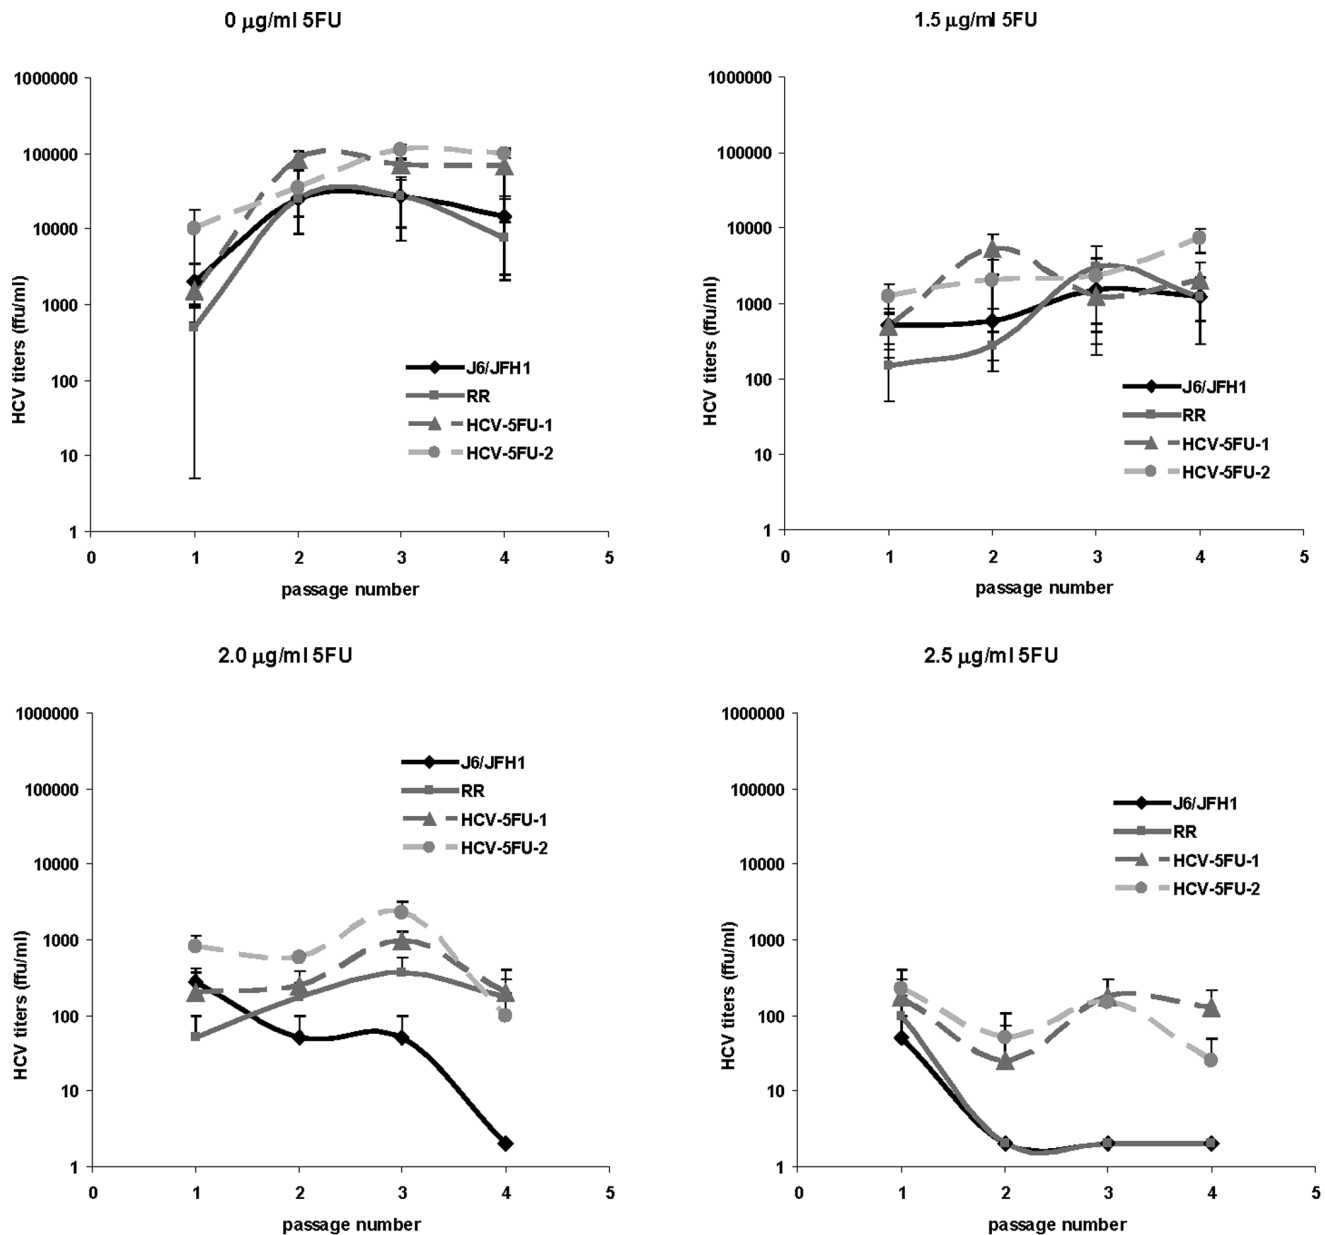 0 μg/ml 5FU
1000000
100000
10000
1000
100
10
1
HCV titers (ffu/ml)
J6/JFH1
RR
HCV-5FU-1
HCV-5FU-2
0 1 2 3 4 5
passage number
1.5 μg/ml 5FU
1000000
100000
10000
1000
100
10
1
HCV titers (ffu/ml)
J6/JFH1
RR
HCV-5FU-1
HCV-5FU-2
0 1 2 3 4 5
passage number
2.0 μg/ml 5FU
1000000
100000
10000
1000
100
10
1
HCV titers (ffu/ml)
J6/JFH1
RR
HCV-5FU-1
HCV-5FU-2
0 1 2 3 4 5
passage number
2.5 μg/ml 5FU
1000000
100000
10000
1000
100
10
1
HCV titers (ffu/ml)
J6/JFH1
RR
HCV-5FU-1
HCV-5FU-2
0 1 2 3 4 5
passage number